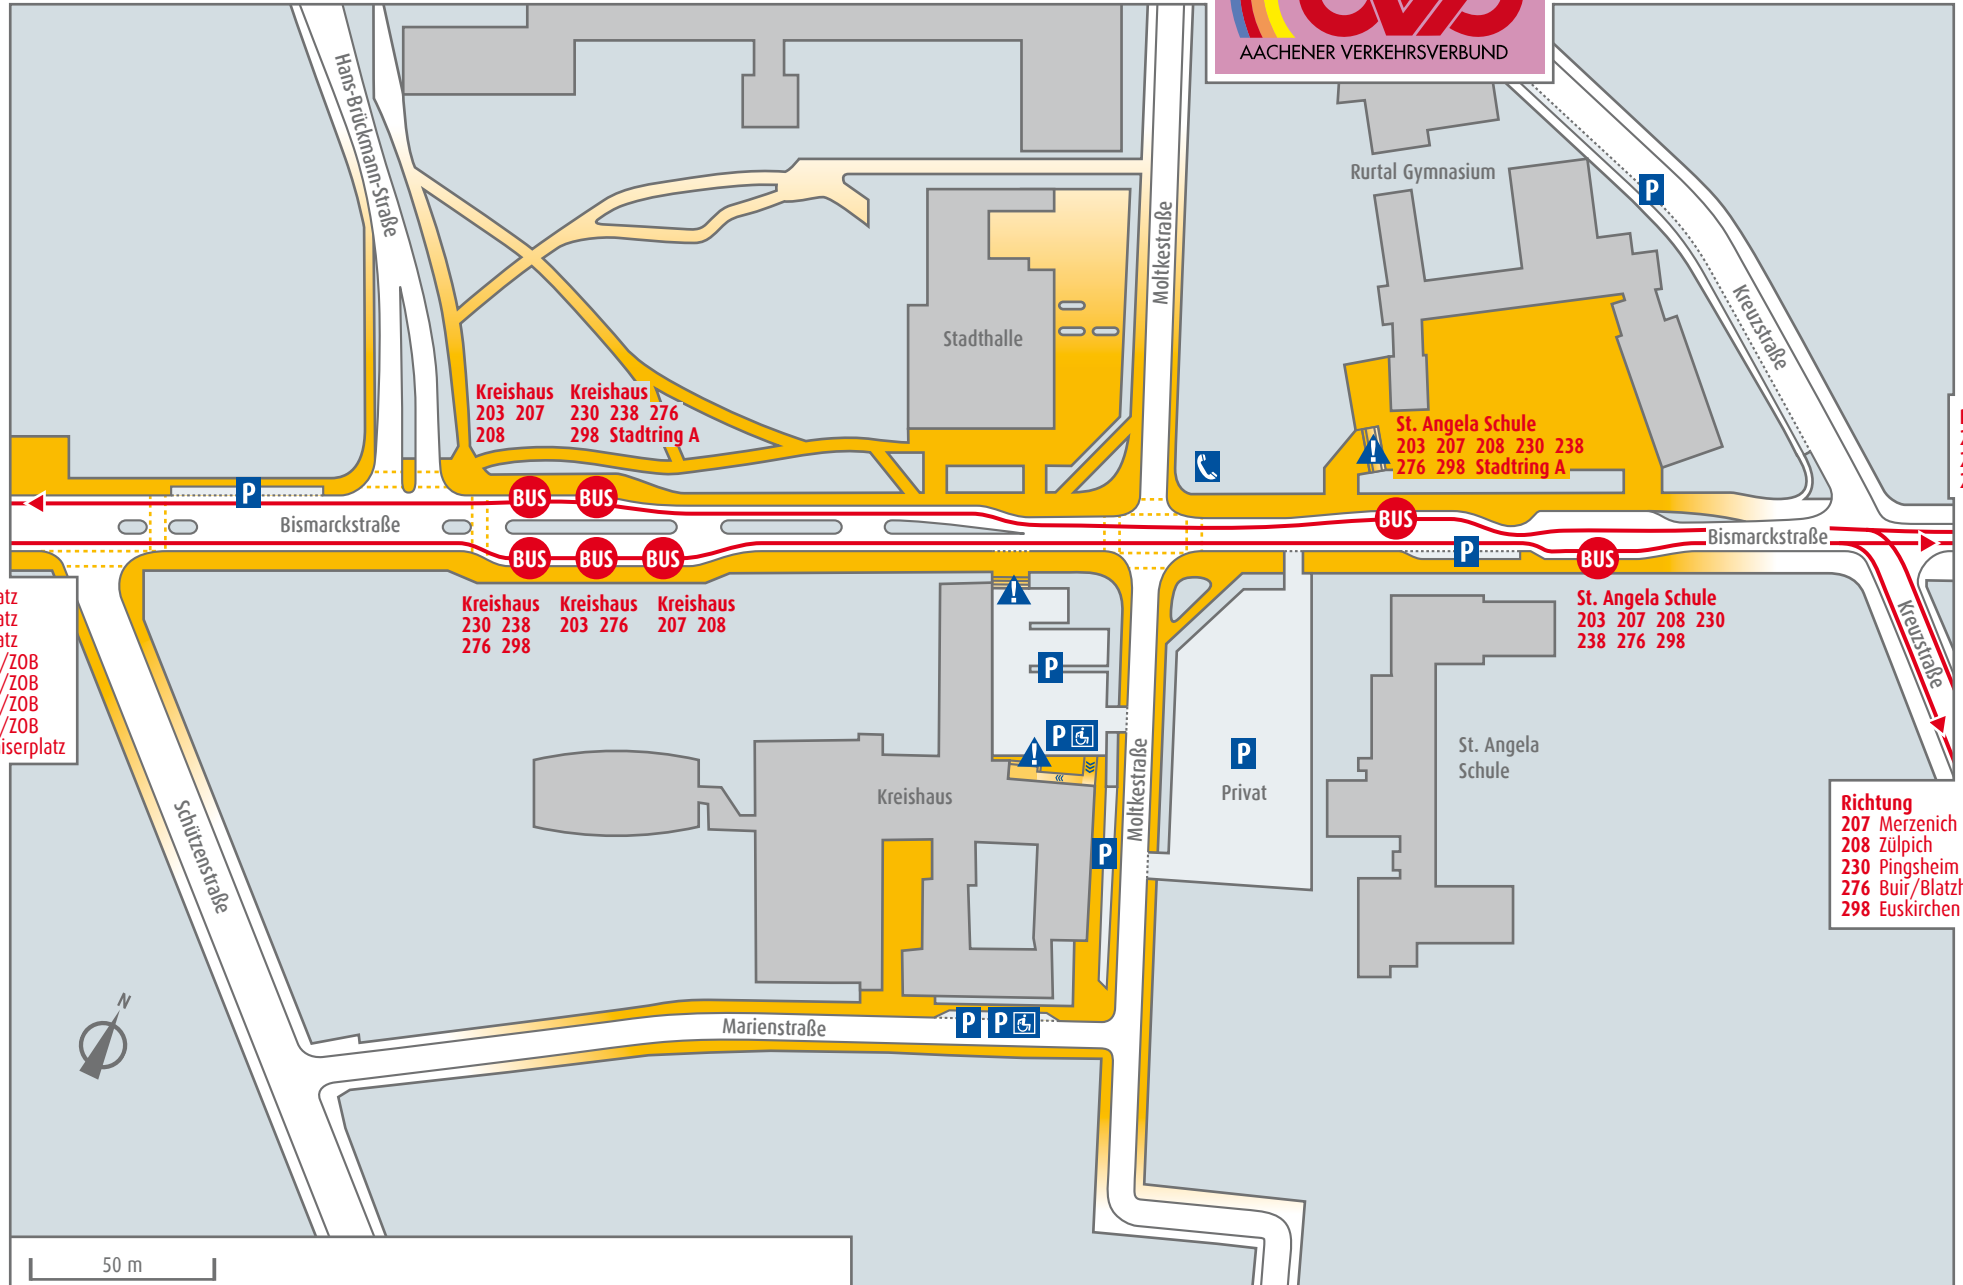 AACHENER VERKEHRSVERBUND
Hans-Brückmann-Straße
Moltkestraße
Rurtal Gymnasium
P
Kreuzstraße
Stadthalle
Kreishaus
203 207
208
Kreishaus
230 238 276
298 Stadtring A
St. Angela Schule
203 207 208 230 238
276 298 Stadtring A
P
BUS
BUS
Bismarckstraße
BUS
Bismarckstraße
P
BUS
BUS
BUS
BUS
Kreishaus
230 238
276 298
Kreishaus
203 276
Kreishaus
207 208
St. Angela Schule
203 207 208 230
238 276 298
Kreuzstraße
/ZOB
/ZOB
/ZOB
/ZOB
P
P
P
Privat
Moltkestraße
St. Angela
Schule
Kreishaus
P
Schützenstraße
Richtung
207 Merzenich
208 Zülpich
230 Pingsheim
276 Buir/Blatzh
298 Euskirchen
N
Marienstraße
P
P
50 m